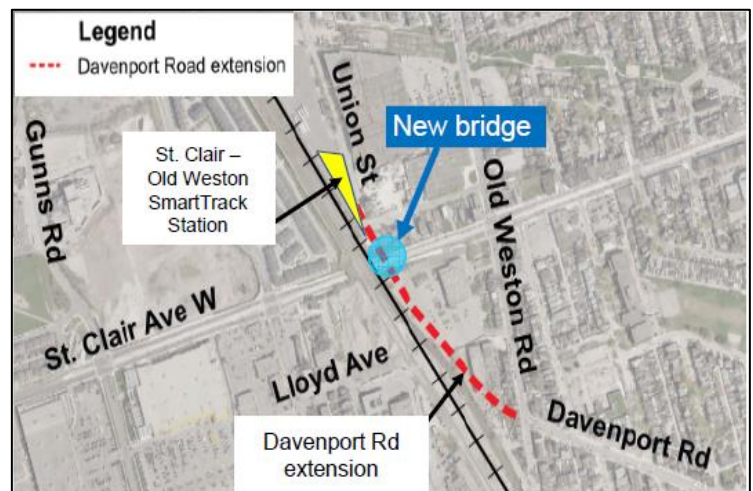 Legend
Davenport Road extension
Union St
New bridge
St. Clair –
Old Weston
SmartTrack
Station
Gunns Rd
Old Weston Rd
St. Clair Ave W
Lloyd Ave
Davenport Rd
Davenport Rd
extension